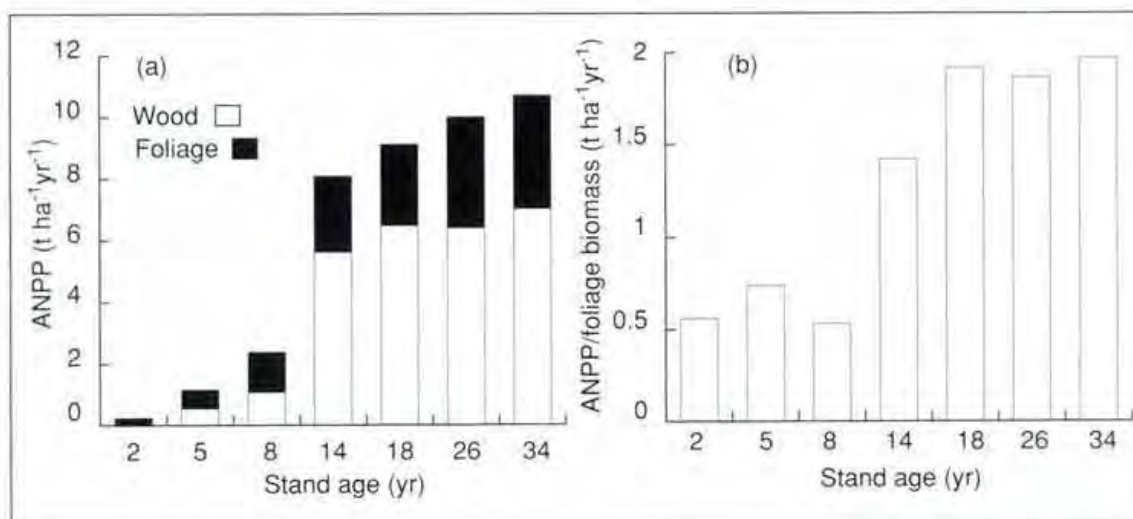 (a)
Wood
Foliage
ANPP (t ha⁻¹yr⁻¹)
12
10
8
6
4
2
0
2 5 8 14 18 26 34
Stand age (yr)
(b)
ANPP/foliage biomass (t ha⁻¹yr⁻¹)
2
1.5
1
0.5
0
2 5 8 14 18 26 34
Stand age (yr)